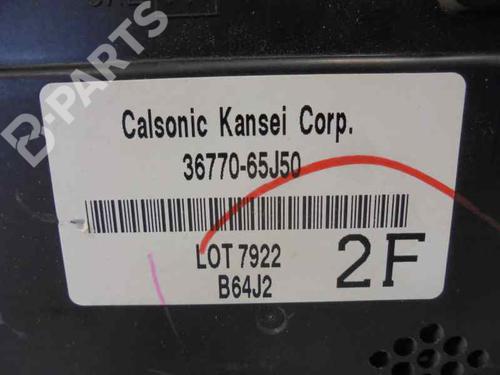 B-PARTS
Calsonic Kansei Corp.
36770-65J50
LOT 7922
B64J2
2F